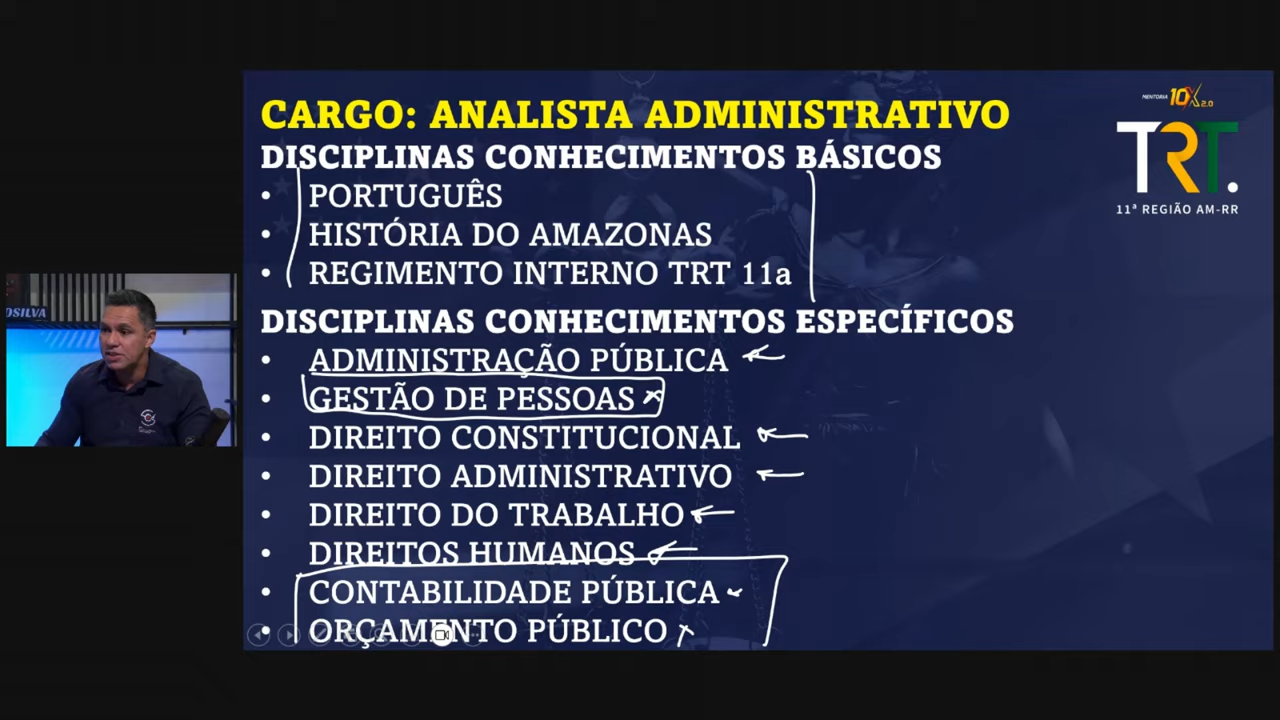 CARGO: ANALISTA ADMINISTRATIVO
DISCIPLINAS CONHECIMENTOS BÁSICOS
• PORTUGUÊS
• HISTÓRIA DO AMAZONAS
• REGIMENTO INTERNO TRT 11a
DISCIPLINAS CONHECIMENTOS ESPECÍFICOS
• ADMINISTRAÇÃO PÚBLICA
• GESTÃO DE PESSOAS
• DIREITO CONSTITUCIONAL
• DIREITO ADMINISTRATIVO
• DIREITO DO TRABALHO
• DIREITOS HUMANOS
• CONTABILIDADE PÚBLICA
• ORÇAMENTO PÚBLICO
MENTORIA 10X 2.0
TRT.
11ª REGIÃO AM-RR
OSILVA